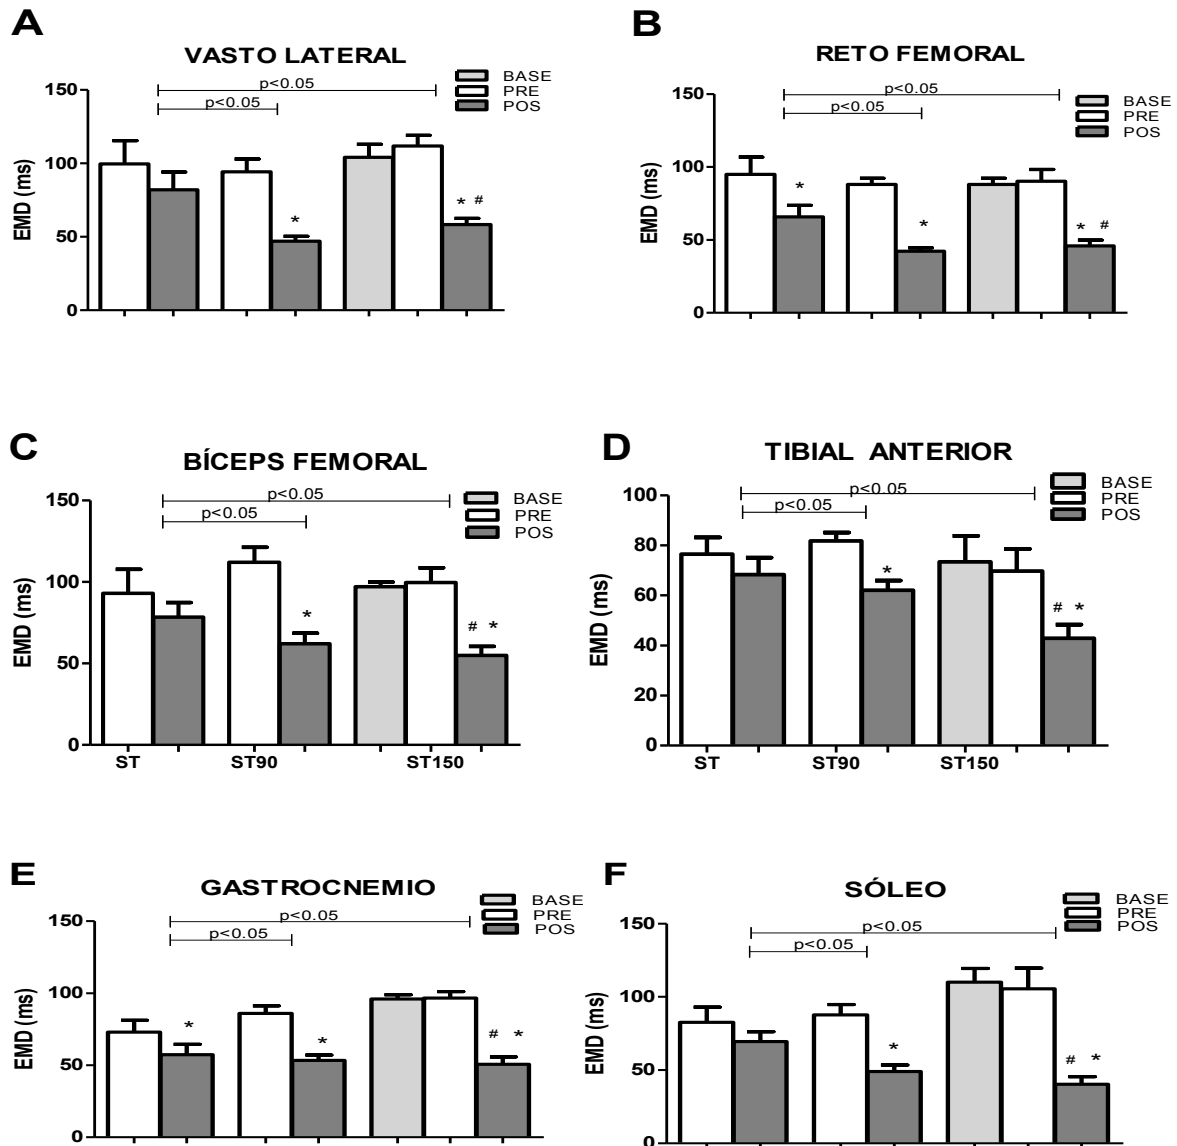 A
VASTO LATERAL
EMD (ms)
150
100
50
0
p<0.05
p<0.05
BASE
PRE
POS
*
* #
B
RETO FEMORAL
EMD (ms)
150
100
50
0
p<0.05
p<0.05
BASE
PRE
POS
*
*
* #
C
BÍCEPS FEMORAL
EMD (ms)
150
100
50
0
p<0.05
p<0.05
BASE
PRE
POS
*
# *
ST ST90 ST150
D
TIBIAL ANTERIOR
EMD (ms)
100
80
60
40
20
0
p<0.05
p<0.05
BASE
PRE
POS
*
# *
ST ST90 ST150
E
GASTROCNEMIO
EMD (ms)
150
100
50
0
p<0.05
p<0.05
BASE
PRE
POS
*
*
# *
F
SÓLEO
EMD (ms)
150
100
50
0
p<0.05
p<0.05
BASE
PRE
POS
*
# *